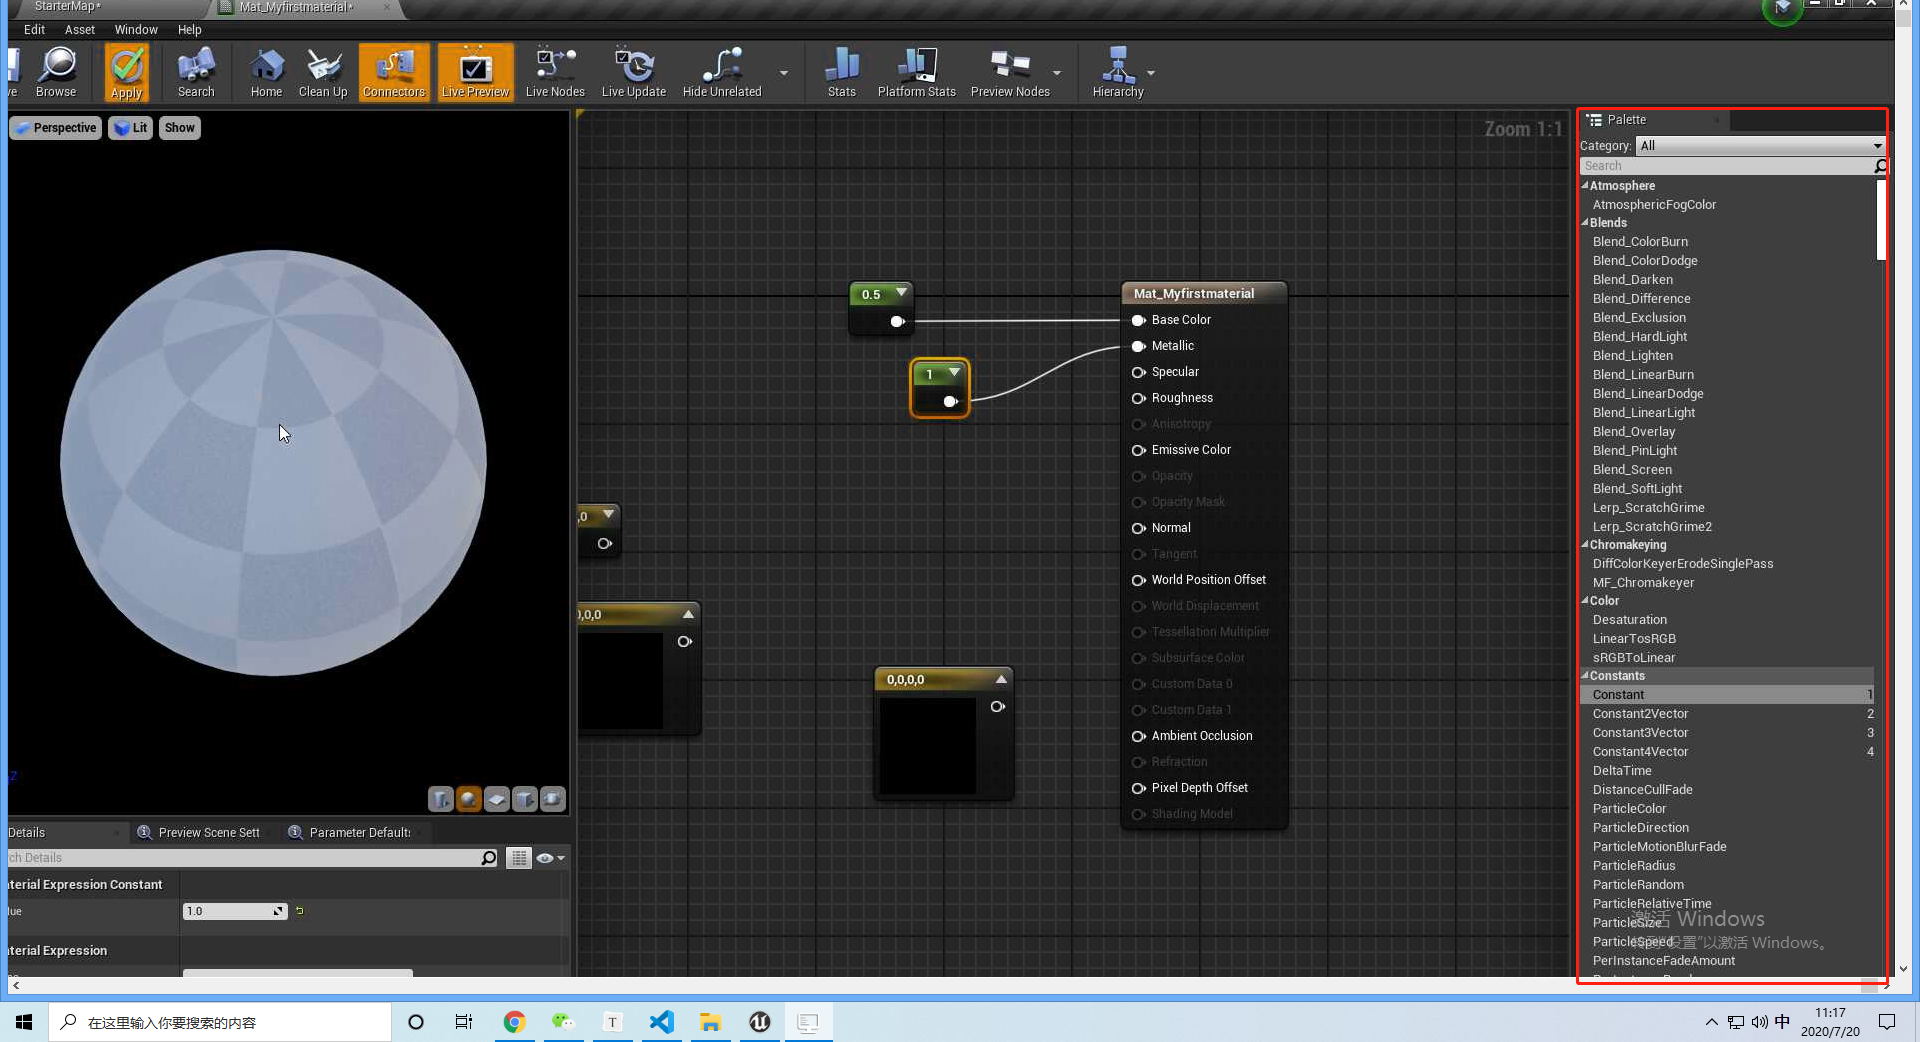 StarterMap*
Mat_Myfirstmaterial*
Edit
Asset
Window
Help
Browse
Apply
Search
Home
Clean Up
Connectors
Live Preview
Live Nodes
Live Update
Hide Unrelated
Stats
Platform Stats
Preview Nodes
Hierarchy
Perspective
Lit
Show
Zoom 1:1
0.5
1
,0
0,0,0
0,0,0,0
Mat_Myfirstmaterial
Base Color
Metallic
Specular
Roughness
Anisotropy
Emissive Color
Opacity
Opacity Mask
Normal
Tangent
World Position Offset
World Displacement
Tessellation Multiplier
Subsurface Color
Custom Data 0
Custom Data 1
Ambient Occlusion
Refraction
Pixel Depth Offset
Shading Model
Palette
Category: All
Search
Atmosphere
AtmosphericFogColor
Blends
Blend_ColorBurn
Blend_ColorDodge
Blend_Darken
Blend_Difference
Blend_Exclusion
Blend_HardLight
Blend_Lighten
Blend_LinearBurn
Blend_LinearDodge
Blend_LinearLight
Blend_Overlay
Blend_PinLight
Blend_Screen
Blend_SoftLight
Lerp_ScratchGrime
Lerp_ScratchGrime2
Chromakeying
DiffColorKeyerErodeSinglePass
MF_Chromakeyer
Color
Desaturation
LinearTosRGB
sRGBToLinear
Constants
Constant 1
Constant2Vector 2
Constant3Vector 3
Constant4Vector 4
DeltaTime
DistanceCullFade
ParticleColor
ParticleDirection
ParticleMotionBlurFade
ParticleRadius
ParticleRandom
ParticleRelativeTime
ParticleSize
ParticleSpeed
PerInstanceFadeAmount
激活 Windows
转到"设置"以激活 Windows。
Z
Details
Preview Scene Sett
Parameter Defaults
ch Details
aterial Expression Constant
lue
1.0
aterial Expression
在这里输入你要搜索的内容
中
11:17
2020/7/20